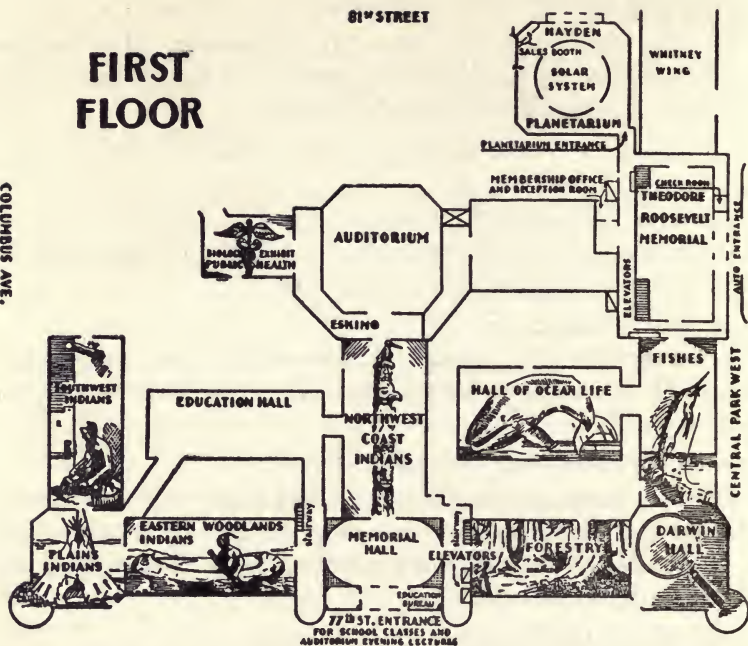 81ST STREET
FIRST
FLOOR
COLUMBUS AVE.
HAYDEN
SALES BOOTH
SOLAR
SYSTEM
PLANETARIUM
PLANETARIUM ENTRANCE
WHITNEY
WING
MEMBERSHIP OFFICE
AND RECEPTION ROOM
CHECK ROOM
THEODORE
ROOSEVELT
MEMORIAL
ELEVATORS
AUTO ENTRANCE
AUDITORIUM
BIOLOGY EXHIBIT
PUBLIC HEALTH
ESKIMO
SOUTHWEST
INDIANS
EDUCATION HALL
NORTHWEST
COAST
INDIANS
HALL OF OCEAN LIFE
FISHES
CENTRAL PARK WEST
PLAINS
INDIANS
EASTERN WOODLANDS
INDIANS
stairway
MEMORIAL
HALL
stairway
ELEVATORS
FORESTRY
DARWIN
HALL
EDUCATION
BUREAU
77TH ST. ENTRANCE
FOR SCHOOL CLASSES AND
AUDITORIUM EVENING LECTURES